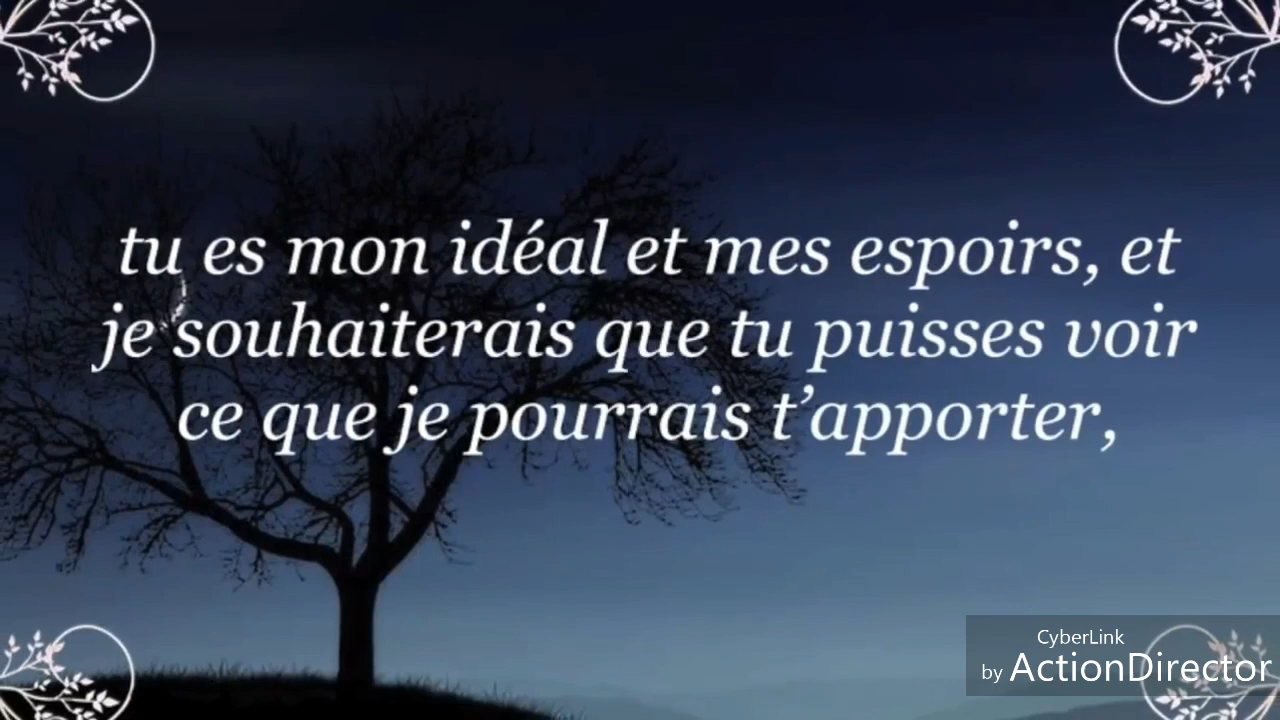 tu es mon idéal et mes espoirs, et
je souhaiterais que tu puisses voir
ce que je pourrais t’apporter,
CyberLink
by ActionDirector